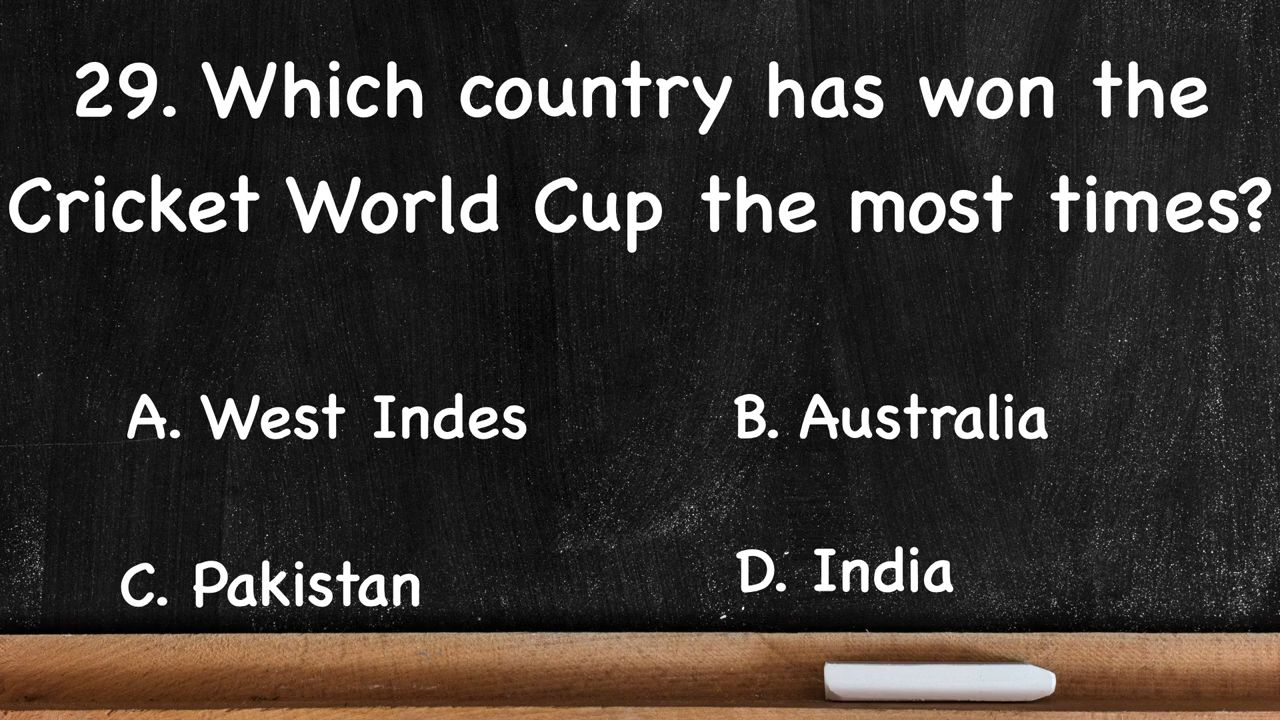 29. Which country has won the
Cricket World Cup the most times?
A. West Indes
B. Australia
C. Pakistan
D. India